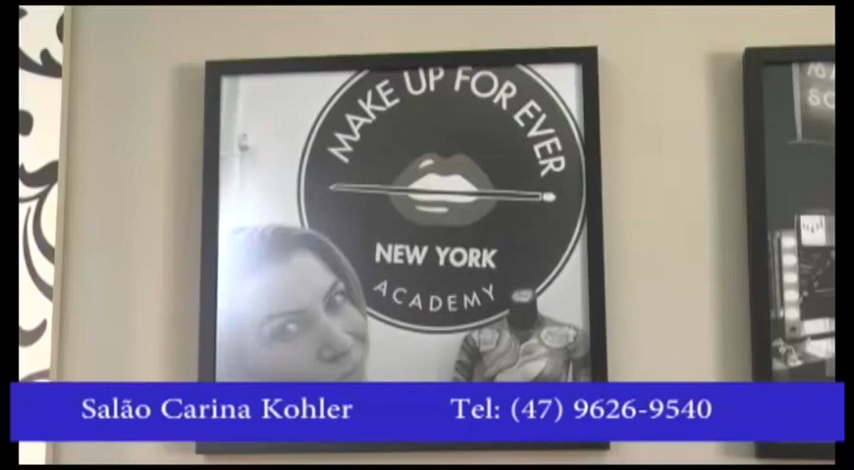 MAKE UP FOR EVER
NEW YORK
ACADEMY
Salão Carina Kohler Tel: (47) 9626-9540